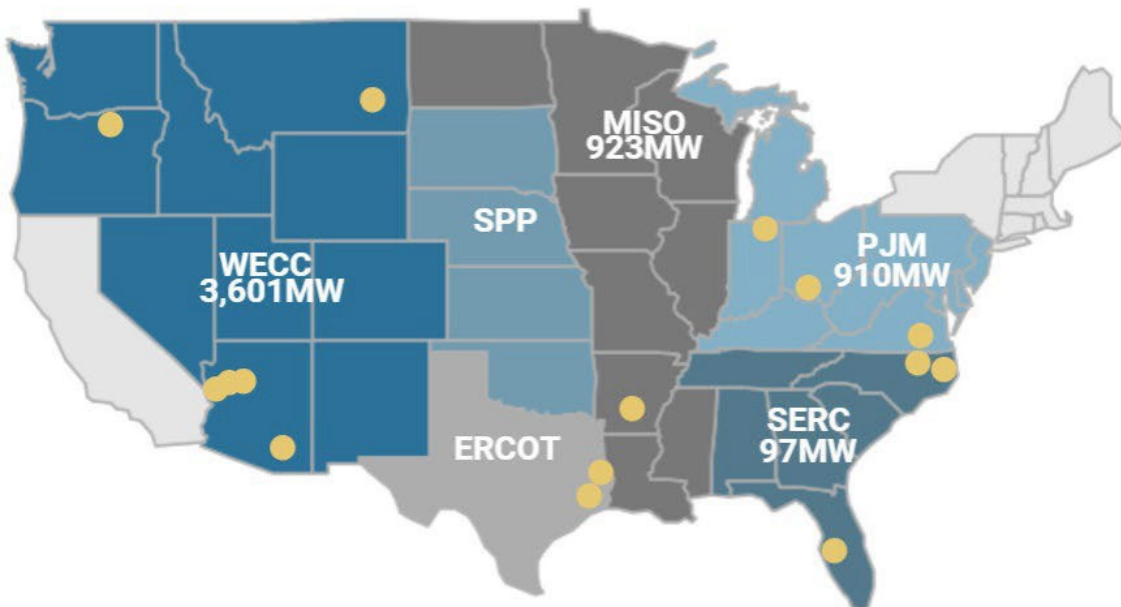 MISO
923MW
SPP
PJM
910MW
WECC
3,601MW
SERC
97MW
ERCOT